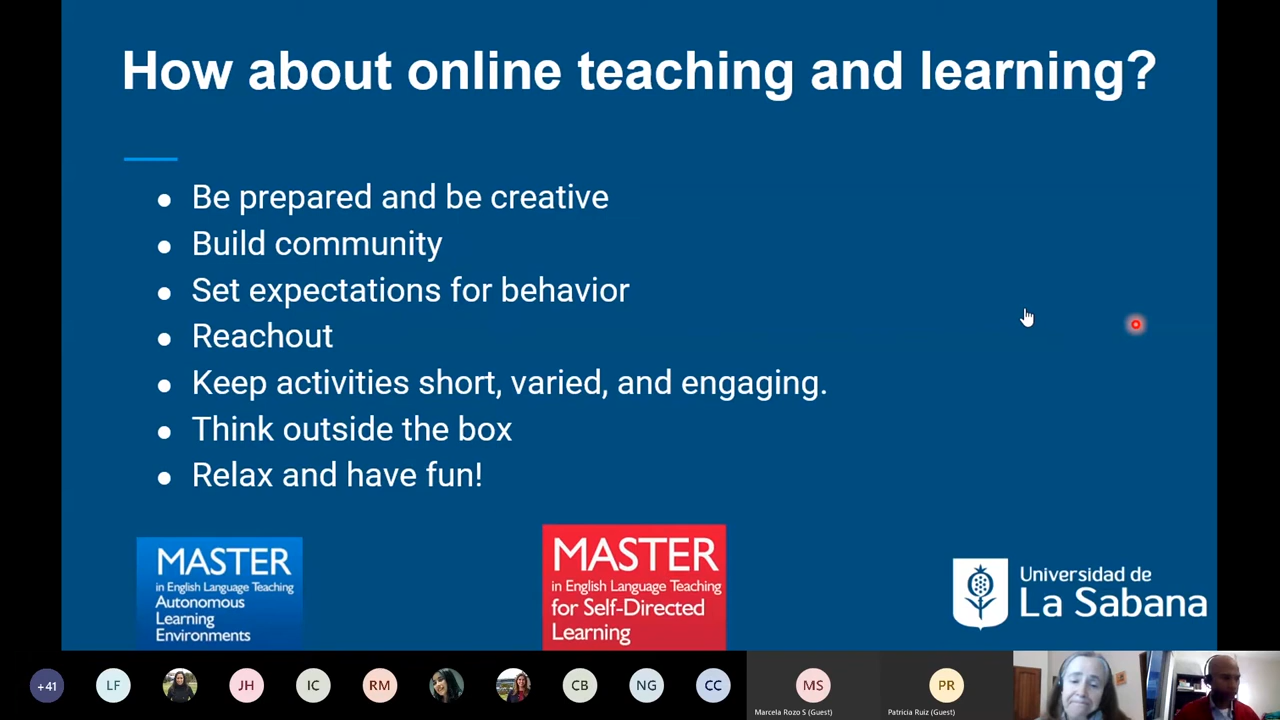 How about online teaching and learning?
● Be prepared and be creative
● Build community
● Set expectations for behavior
● Reachout
● Keep activities short, varied, and engaging.
● Think outside the box
● Relax and have fun!
MASTER
in English Language Teaching
Autonomous
Learning
Environments
MASTER
in English Language Teaching
for Self-Directed
Learning
Universidad de
La Sabana
+41
LF
JH
IC
RM
CB
NG
CC
MS
Marcela Rozo S (Guest)
PR
Patricia Ruiz (Guest)